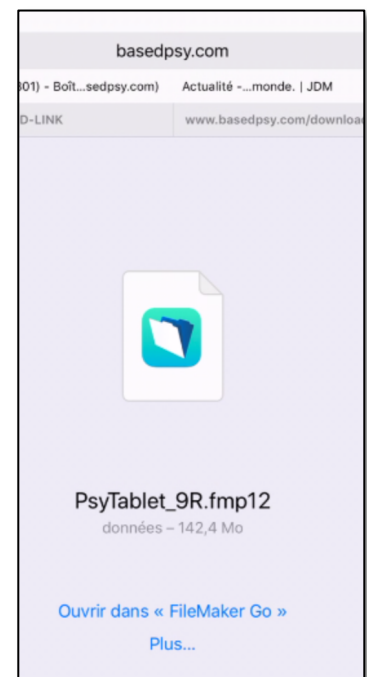 basedpsy.com
301) - Boît...sedpsy.com) Actualité -...monde. | JDM
D-LINK www.basedpsy.com/download
PsyTablet_9R.fmp12
données – 142,4 Mo
Ouvrir dans « FileMaker Go »
Plus...